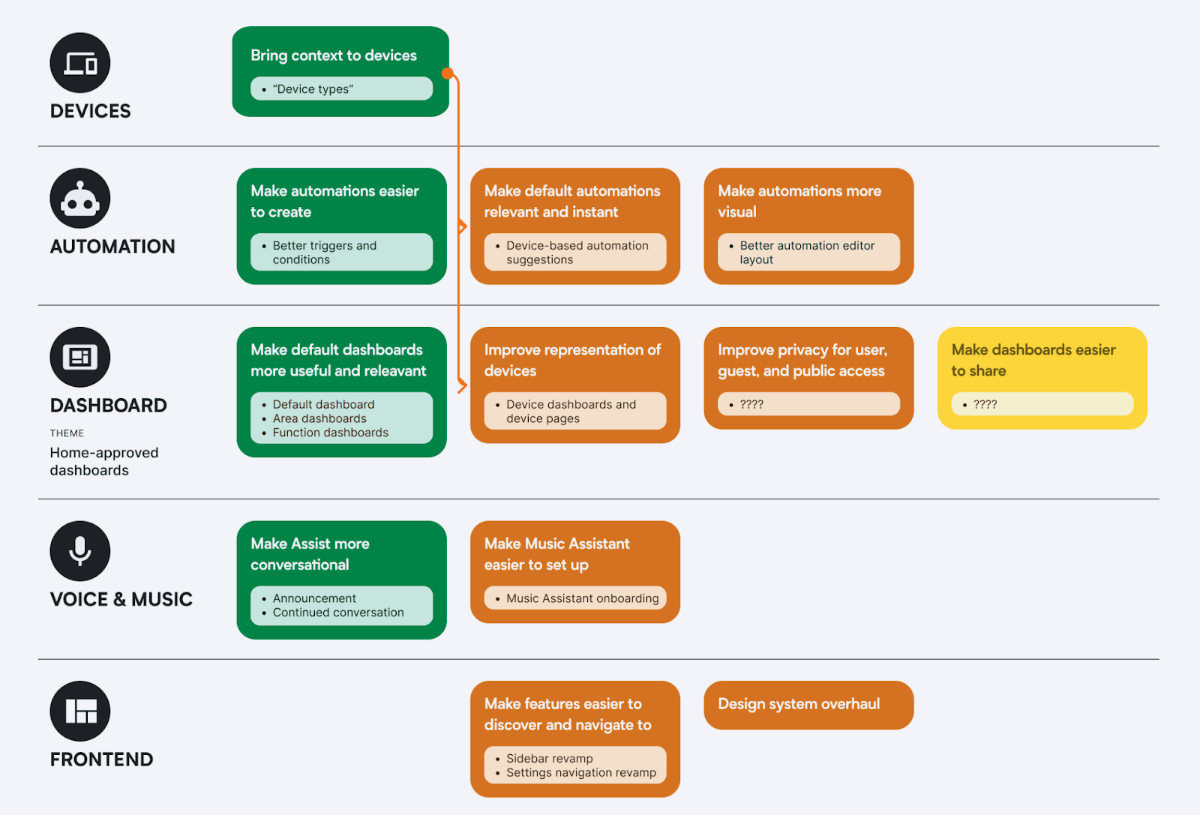 DEVICES
Bring context to devices
• "Device types"
AUTOMATION
Make automations easier
to create
• Better triggers and
conditions
Make default automations
relevant and instant
• Device-based automation
suggestions
Make automations more
visual
• Better automation editor
layout
DASHBOARD
THEME
Home-approved
dashboards
Make default dashboards
more useful and releavant
• Default dashboard
• Area dashboards
• Function dashboards
Improve representation of
devices
• Device dashboards and
device pages
Improve privacy for user,
guest, and public access
• ????
Make dashboards easier
to share
• ????
VOICE & MUSIC
Make Assist more
conversational
• Announcement
• Continued conversation
Make Music Assistant
easier to set up
• Music Assistant onboarding
FRONTEND
Make features easier to
discover and navigate to
• Sidebar revamp
• Settings navigation revamp
Design system overhaul